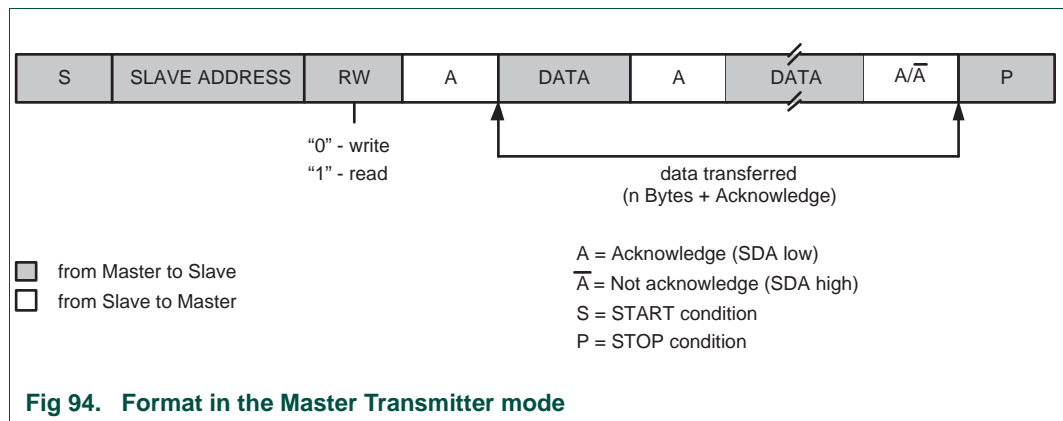 S SLAVE ADDRESS RW A DATA A DATA A/A̅ P
“0” - write
“1” - read
data transferred
(n Bytes + Acknowledge)
from Master to Slave
from Slave to Master
A = Acknowledge (SDA low)
A̅ = Not acknowledge (SDA high)
S = START condition
P = STOP condition
Fig 94. Format in the Master Transmitter mode